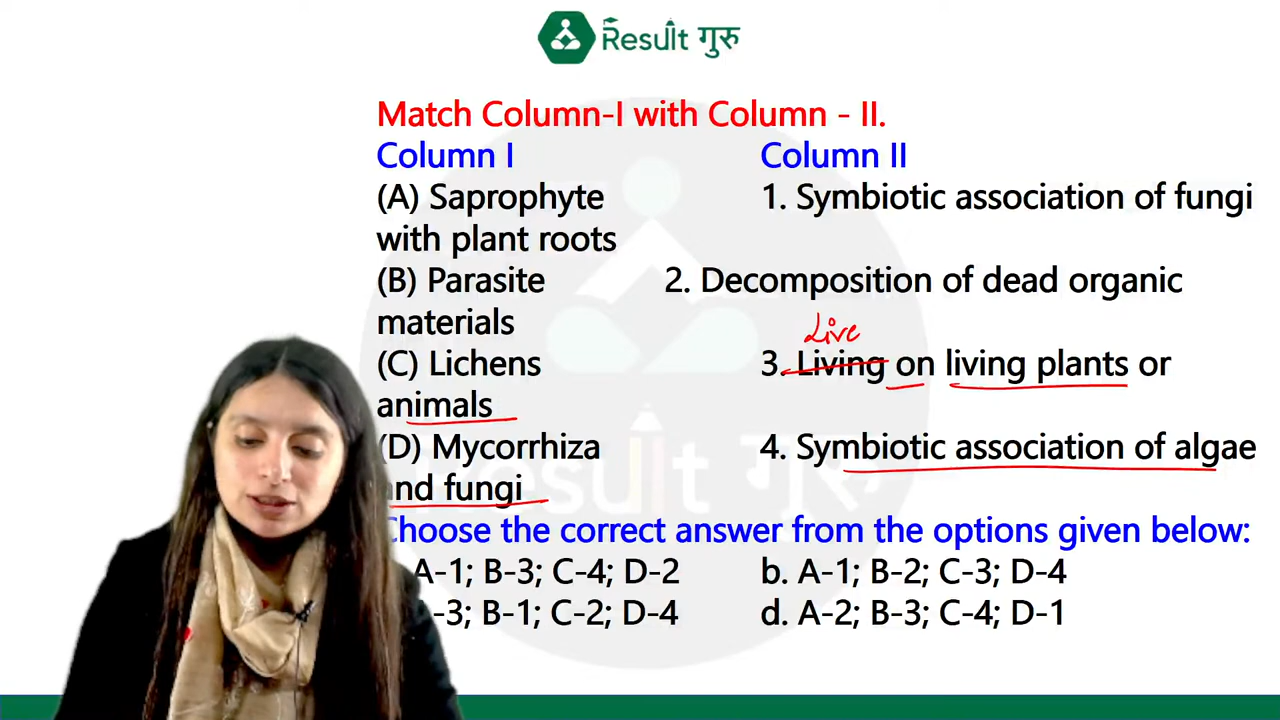 Result गुरु
Match Column-I with Column - II.
Column I Column II
(A) Saprophyte 1. Symbiotic association of fungi
with plant roots
(B) Parasite 2. Decomposition of dead organic
materials
Live
(C) Lichens 3. Living on living plants or
animals
(D) Mycorrhiza 4. Symbiotic association of algae
and fungi
Choose the correct answer from the options given below:
A-1; B-3; C-4; D-2 b. A-1; B-2; C-3; D-4
-3; B-1; C-2; D-4 d. A-2; B-3; C-4; D-1